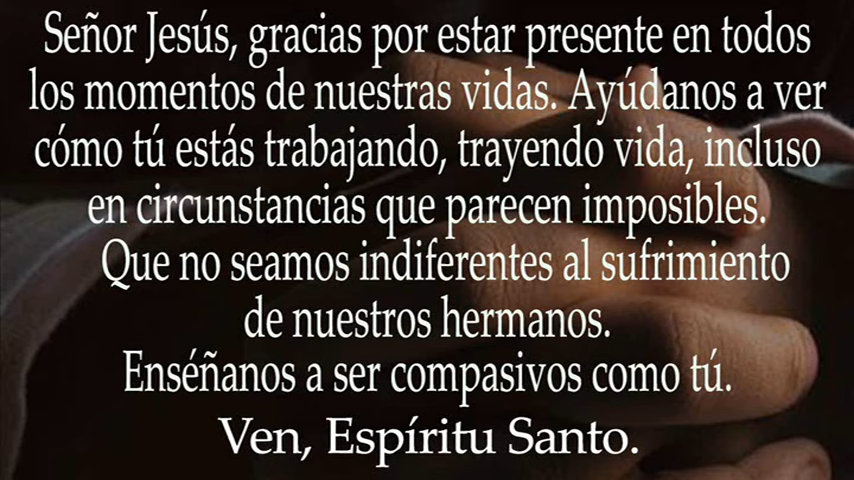 Señor Jesús, gracias por estar presente en todos
los momentos de nuestras vidas. Ayúdanos a ver
cómo tú estás trabajando, trayendo vida, incluso
en circunstancias que parecen imposibles.
Que no seamos indiferentes al sufrimiento
de nuestros hermanos.
Enséñanos a ser compasivos como tú.
Ven, Espíritu Santo.